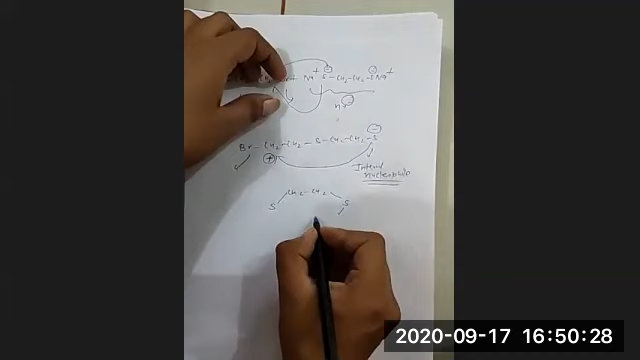 Na+ S⊖ - CH2 - CH2 - S⊖ Na+
Br - CH2 - CH2 - S - CH2 - CH2 - S⊖
⊕
Internal
nucleophile
CH2 - CH2
S S
2020-09-17 16:50:28